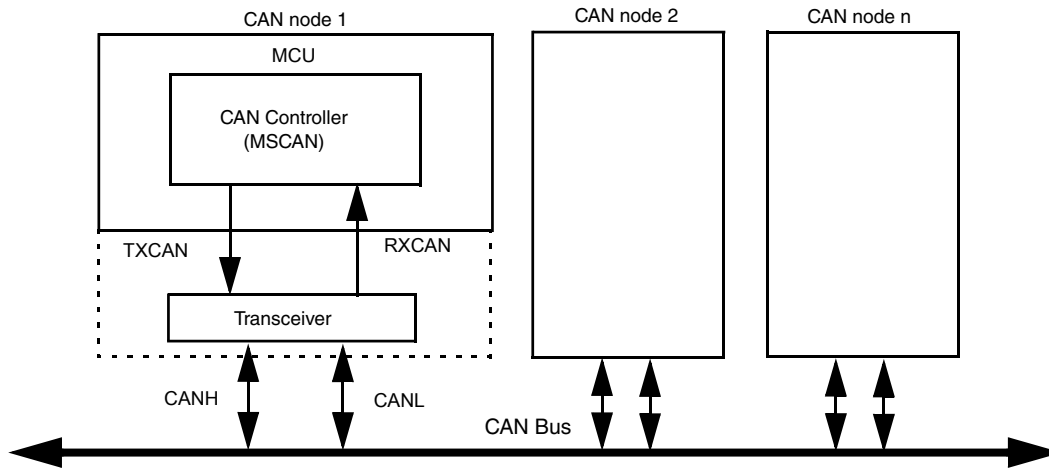 CAN node 1
CAN node 2
CAN node n
MCU
CAN Controller
(MSCAN)
TXCAN
RXCAN
Transceiver
CANH
CANL
CAN Bus